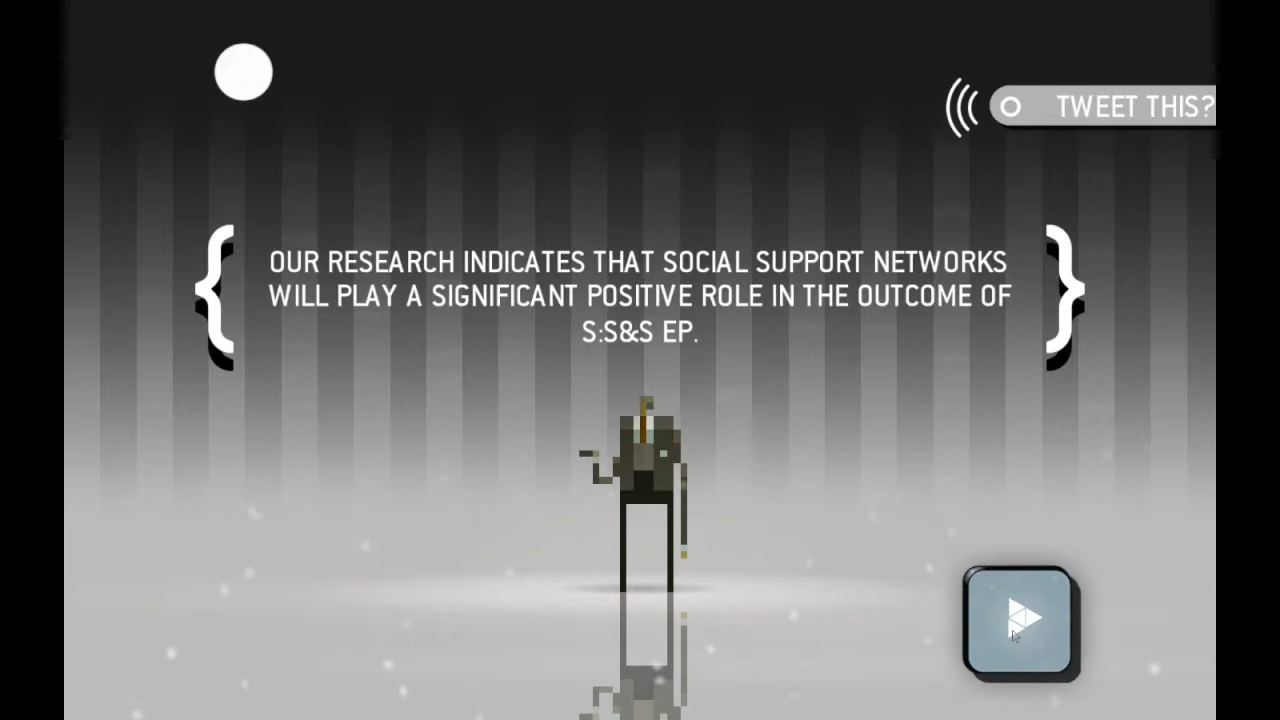 TWEET THIS?
OUR RESEARCH INDICATES THAT SOCIAL SUPPORT NETWORKS
WILL PLAY A SIGNIFICANT POSITIVE ROLE IN THE OUTCOME OF
S:S&S EP.